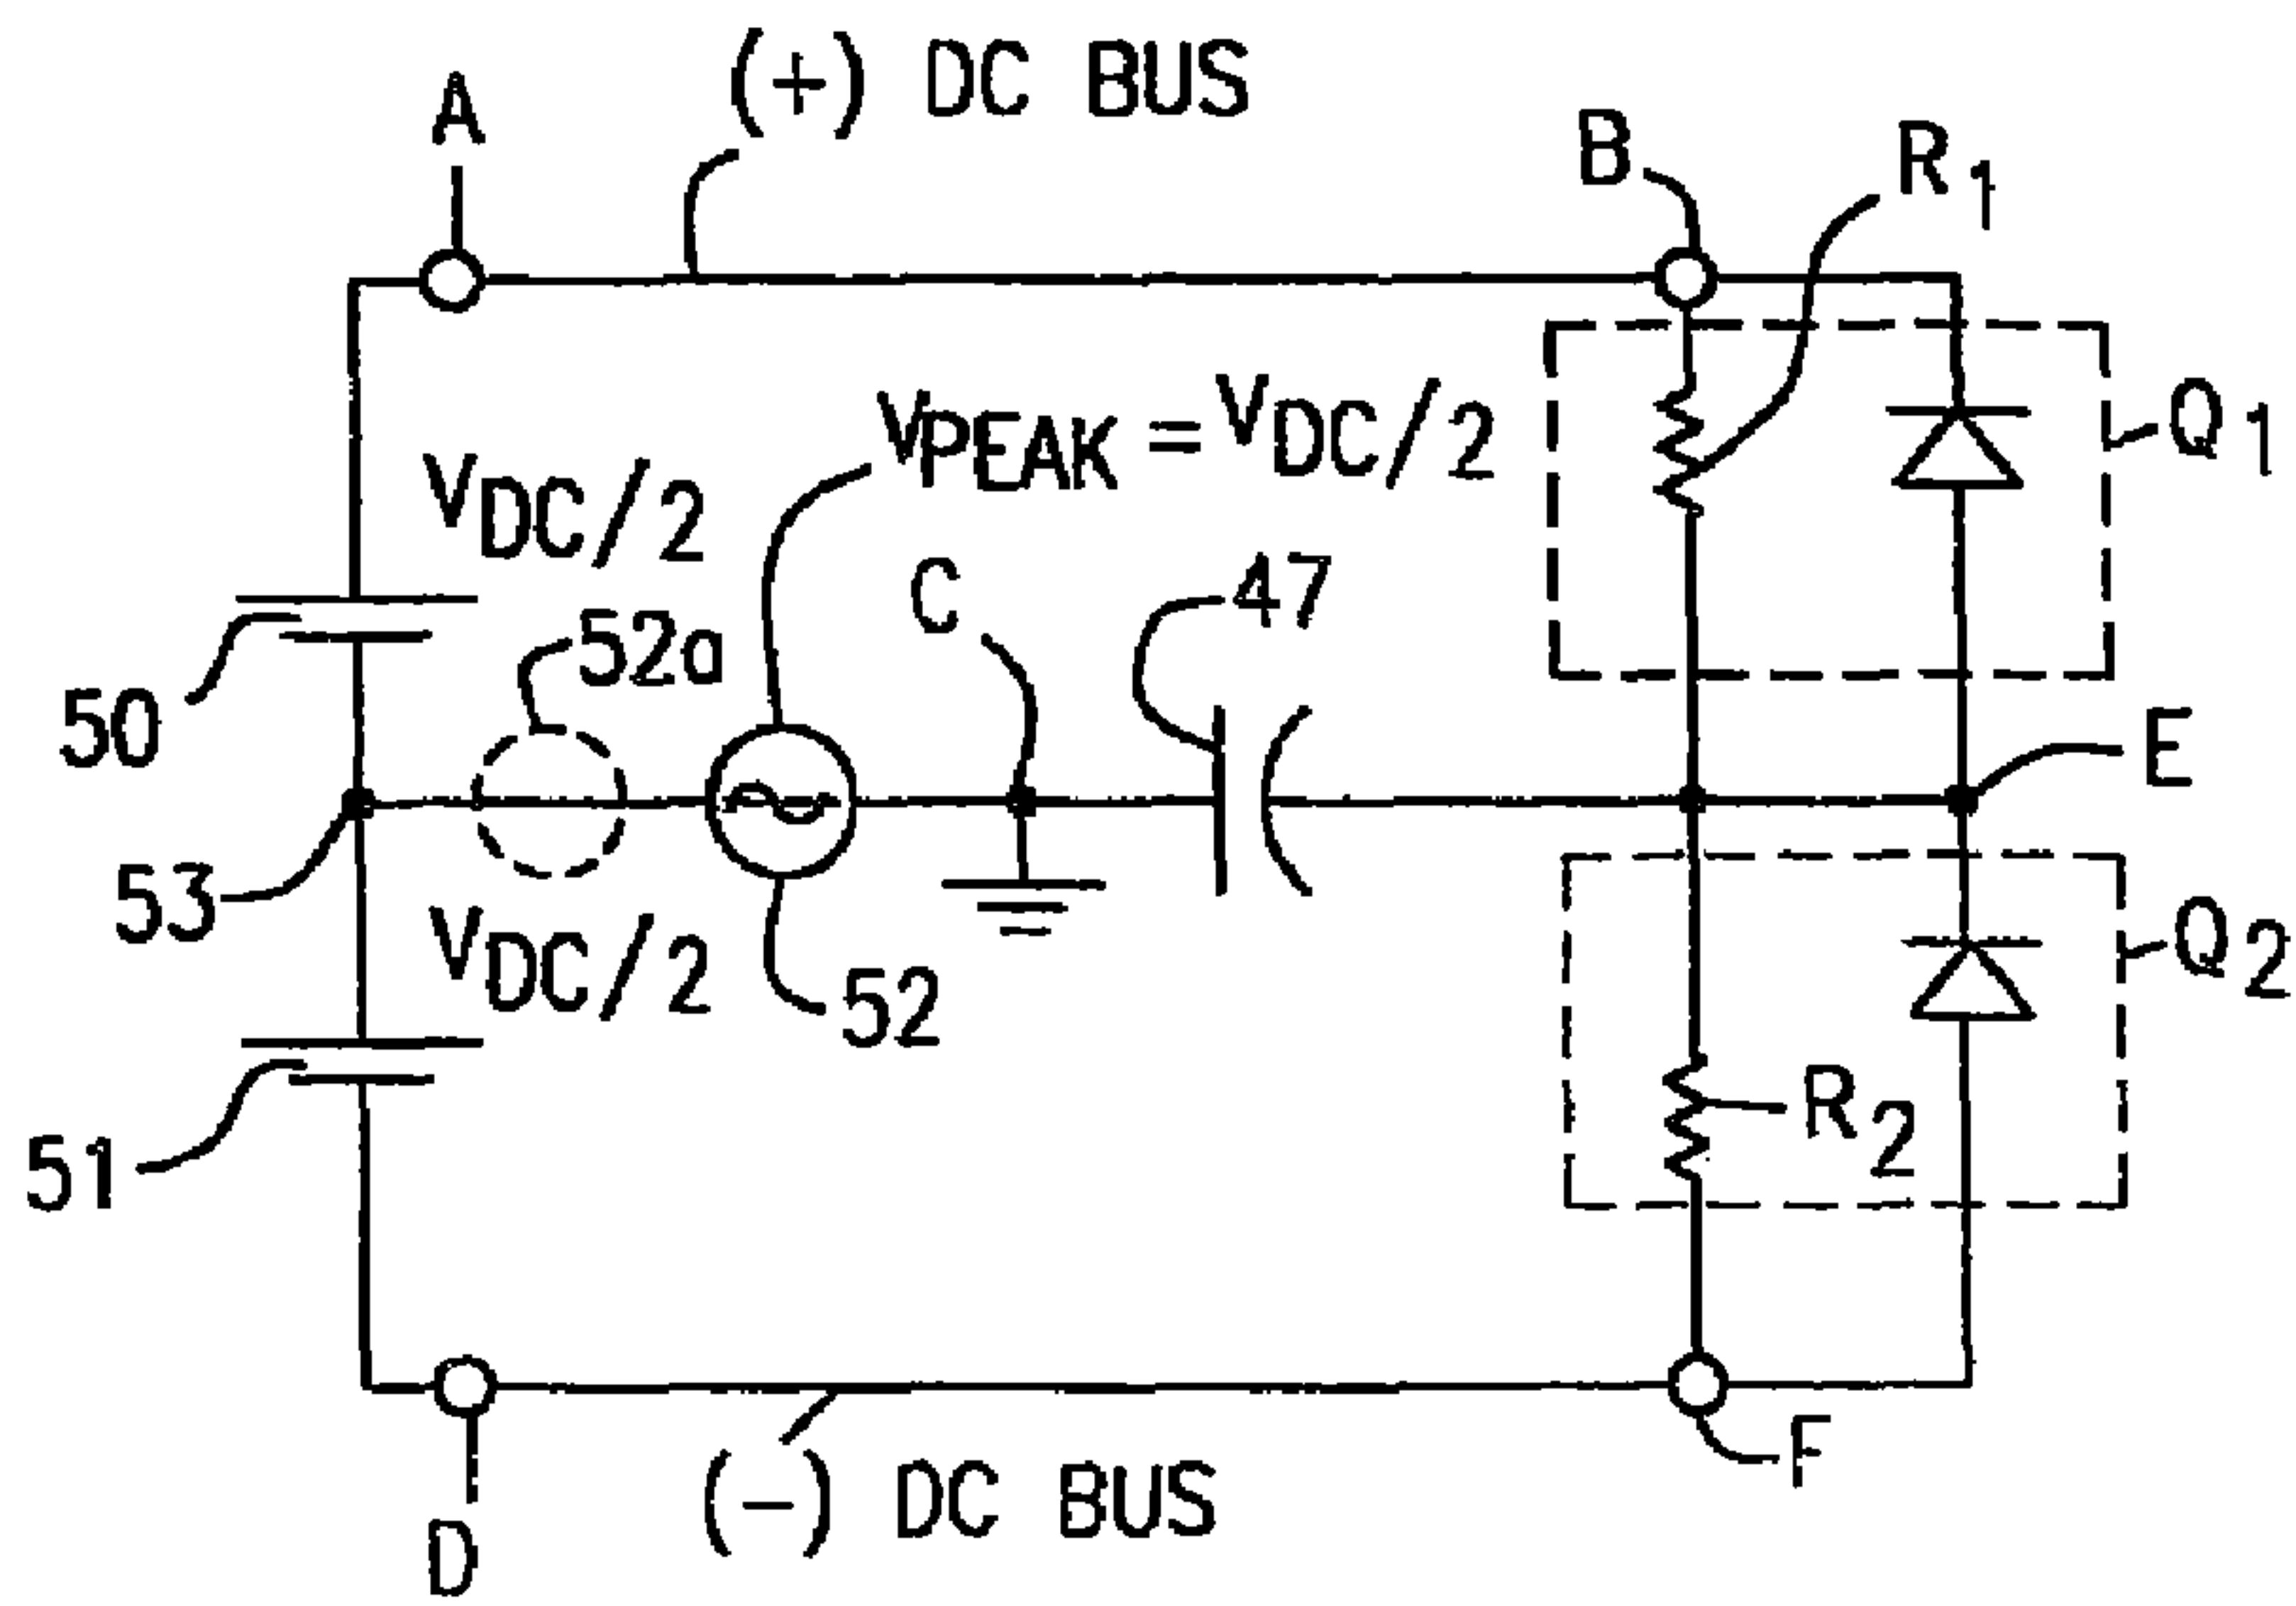 (+) DC BUS
A
B
R1
VPEAK = VDC/2
Q1
VDC/2
C
47
52a
50
E
53
VDC/2
52
Q2
R2
51
F
(-) DC BUS
D